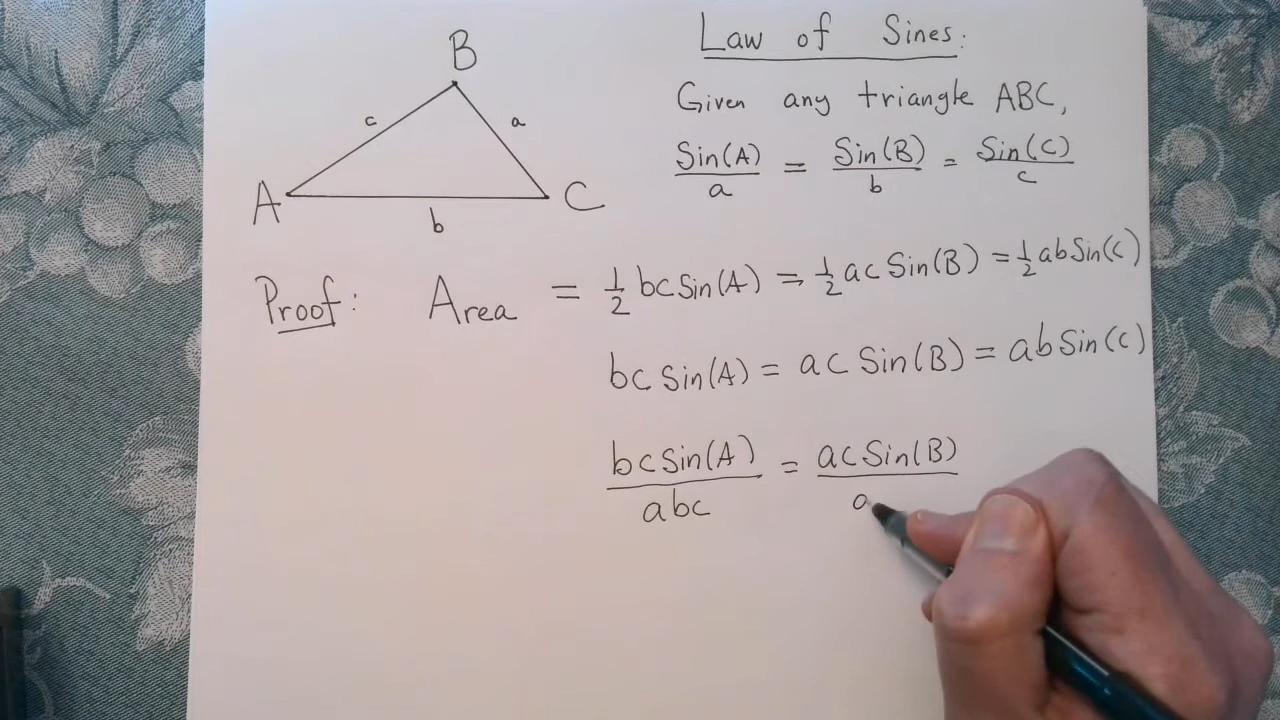 Law of Sines:
Given any triangle ABC,
Sin(A)/a = Sin(B)/b = Sin(C)/c
B
c a
A C
b
Proof: Area = 1/2 bc Sin(A) = 1/2 ac Sin(B) = 1/2 ab Sin(C)
bc Sin(A) = ac Sin(B) = ab Sin(C)
bc Sin(A)/abc = ac Sin(B)/a